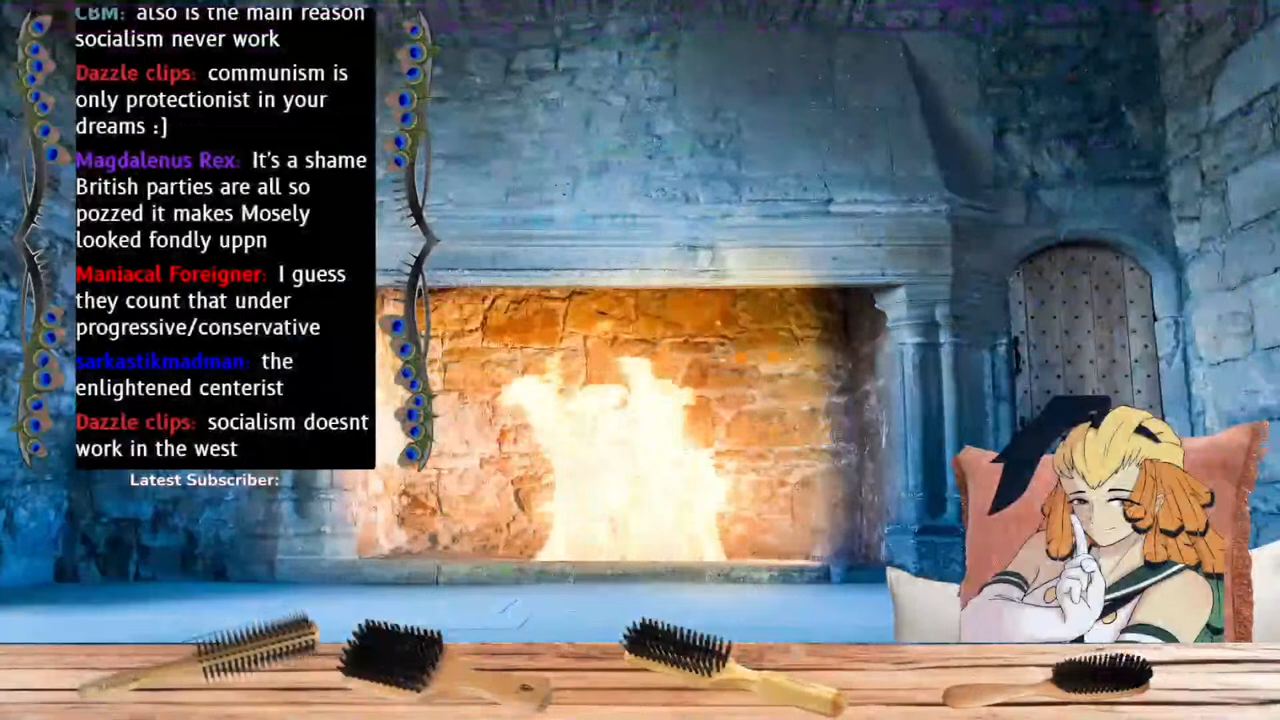 CBM: also is the main reason
socialism never work
Dazzle clips: communism is
only protectionist in your
dreams :]
Magdalenus Rex: It's a shame
British parties are all so
pozzed it makes Mosely
looked fondly uppn
Maniacal Foreigner: I guess
they count that under
progressive/conservative
sarkastikmadman: the
enlightened centerist
Dazzle clips: socialism doesnt
work in the west
Latest Subscriber: